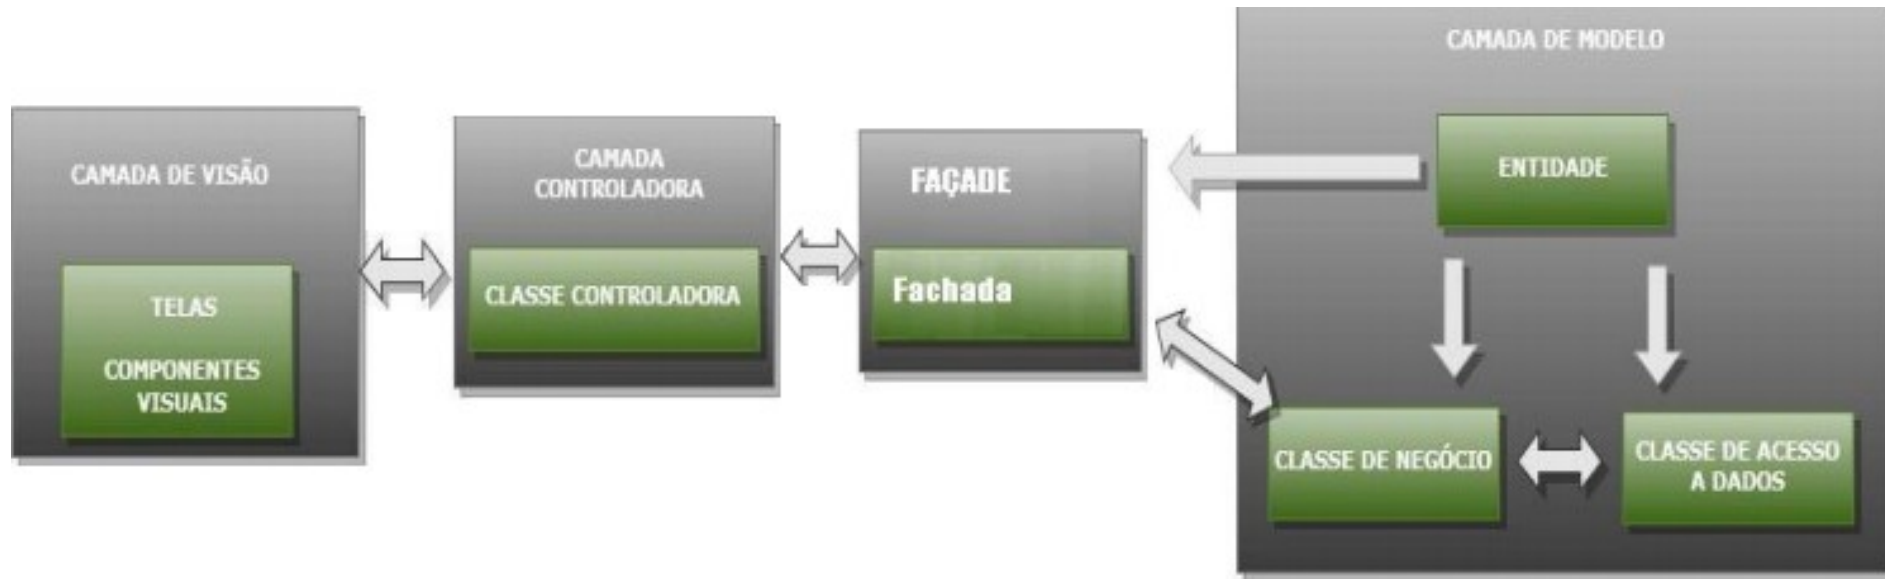 CAMADA DE VISÃO
TELAS
COMPONENTES
VISUAIS
CAMADA
CONTROLADORA
CLASSE CONTROLADORA
FAÇADE
Fachada
CAMADA DE MODELO
ENTIDADE
CLASSE DE NEGÓCIO
CLASSE DE ACESSO
A DADOS